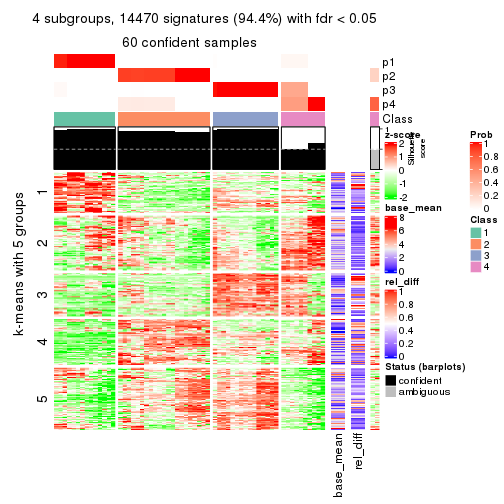 4 subgroups, 14470 signatures (94.4%) with fdr < 0.05
60 confident samples
p1
p2
p3
p4
Class
1
Silhouette
score
k-means with 5 groups
1
2
3
4
5
base_mean
rel_diff
z-score
2
1
0
-1
-2
base_mean
8
6
4
2
0
rel_diff
1
0.8
0.6
0.4
0.2
0
Status (barplots)
confident
ambiguous
Prob
1
0.8
0.6
0.4
0.2
0
Class
1
2
3
4